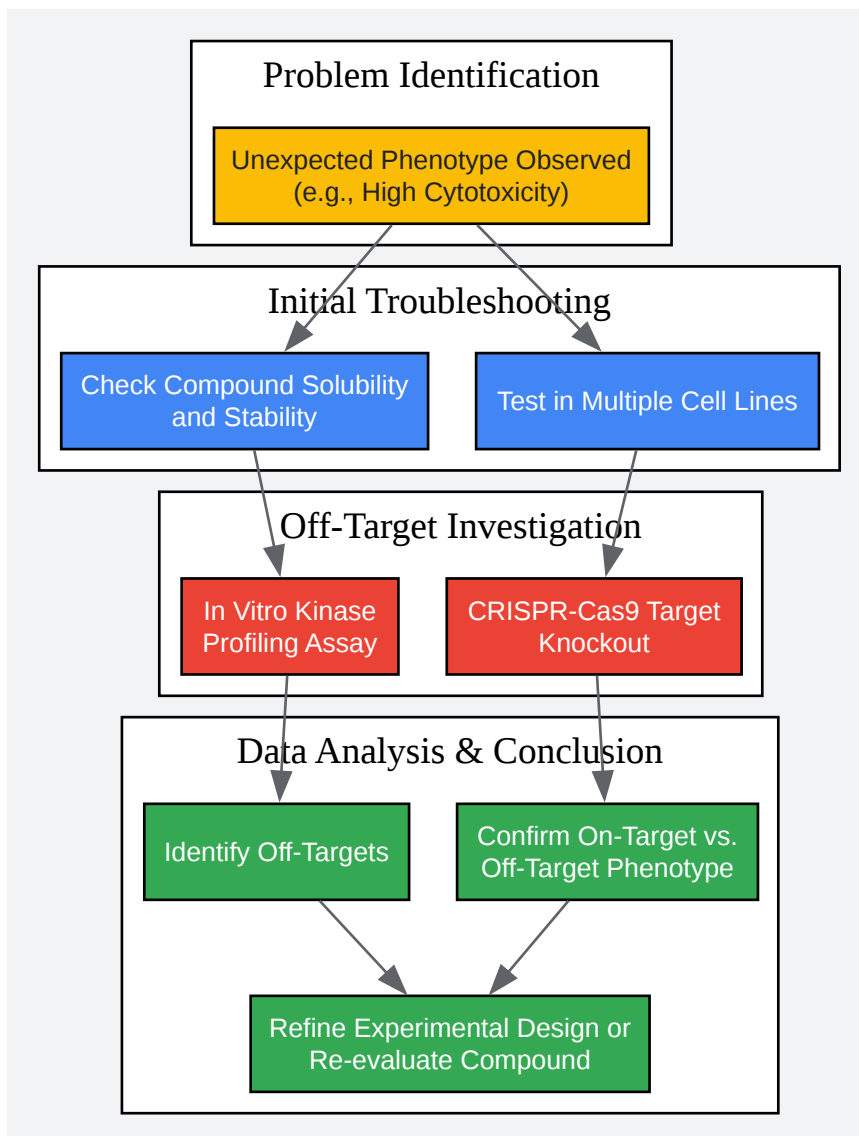 Problem Identification
Unexpected Phenotype Observed
(e.g., High Cytotoxicity)
Initial Troubleshooting
Check Compound Solubility
and Stability
Test in Multiple Cell Lines
Off-Target Investigation
In Vitro Kinase
Profiling Assay
CRISPR-Cas9 Target
Knockout
Data Analysis & Conclusion
Identify Off-Targets
Confirm On-Target vs.
Off-Target Phenotype
Refine Experimental Design or
Re-evaluate Compound